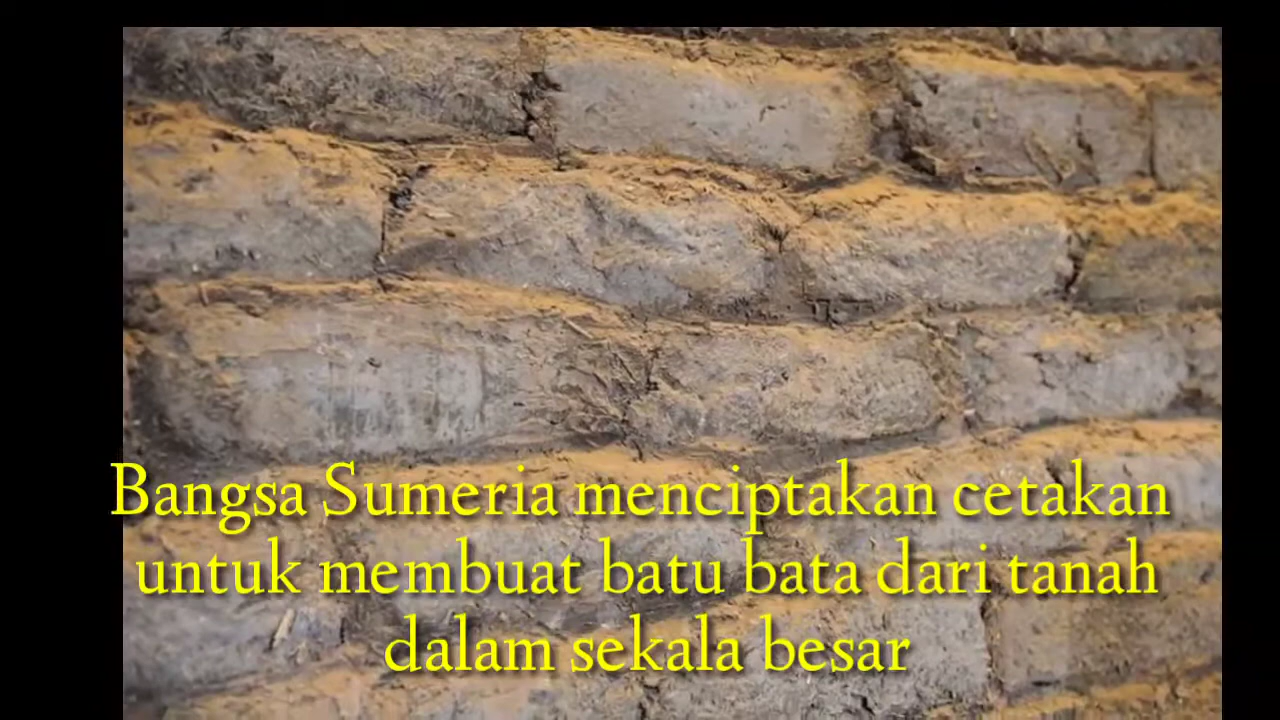 Bangsa Sumeria menciptakan cetakan
untuk membuat batu bata dari tanah
dalam sekala besar